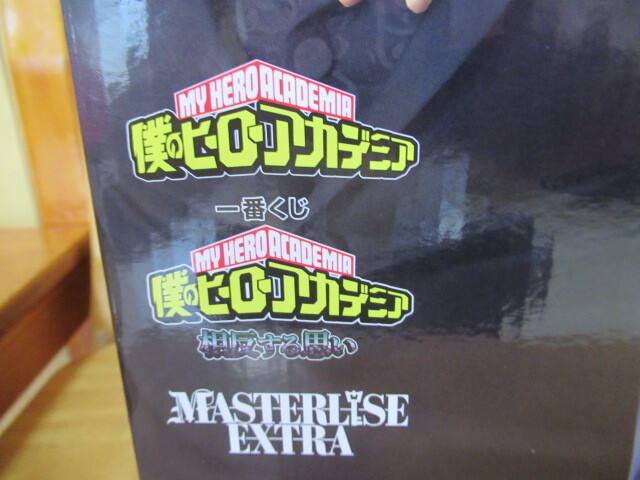 MY HERO ACADEMIA
僕のヒーローアカデミア
一番くじ
MY HERO ACADEMIA
僕のヒーローアカデミア
相反する思い
MASTERLISE
EXTRA